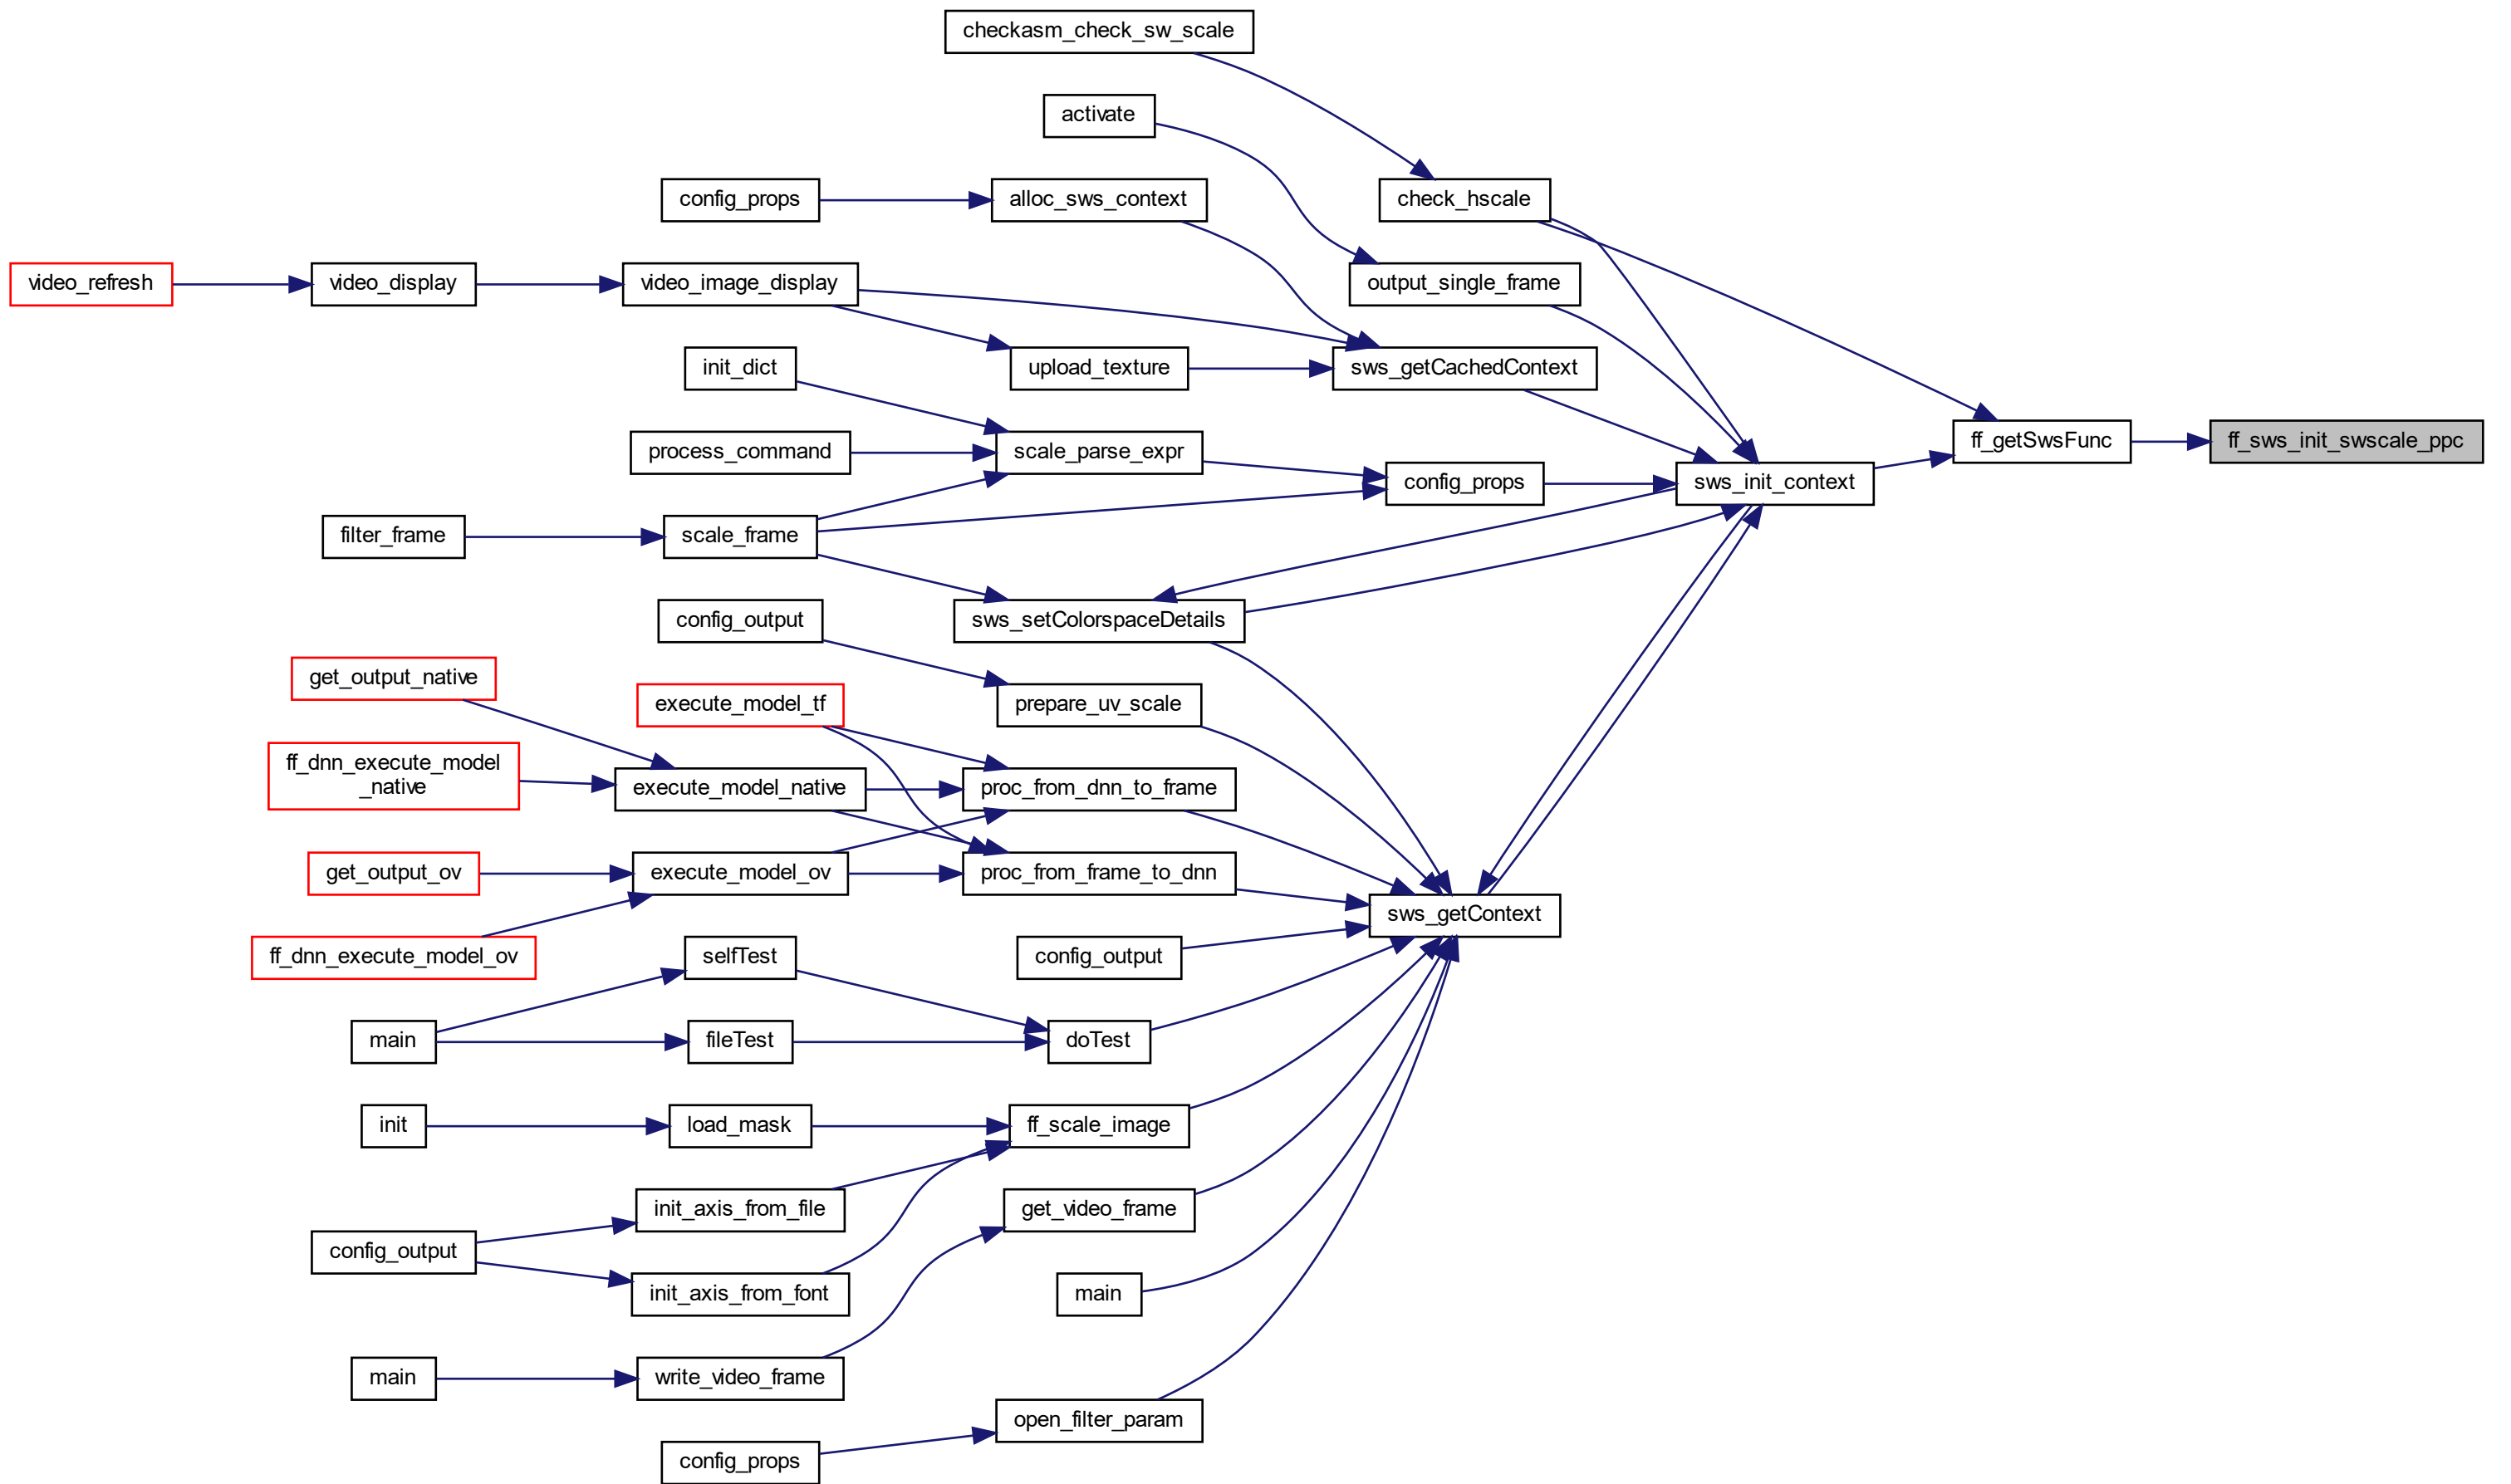 checkasm_check_sw_scale
activate
config_props
alloc_sws_context
check_hscale
video_refresh
video_display
video_image_display
output_single_frame
init_dict
upload_texture
sws_getCachedContext
process_command
scale_parse_expr
ff_getSwsFunc
ff_sws_init_swscale_ppc
config_props
sws_init_context
filter_frame
scale_frame
config_output
sws_setColorspaceDetails
get_output_native
execute_model_tf
prepare_uv_scale
ff_dnn_execute_model
_native
execute_model_native
proc_from_dnn_to_frame
get_output_ov
execute_model_ov
proc_from_frame_to_dnn
sws_getContext
ff_dnn_execute_model_ov
selfTest
config_output
main
fileTest
doTest
init
load_mask
ff_scale_image
init_axis_from_file
get_video_frame
config_output
init_axis_from_font
main
main
write_video_frame
open_filter_param
config_props